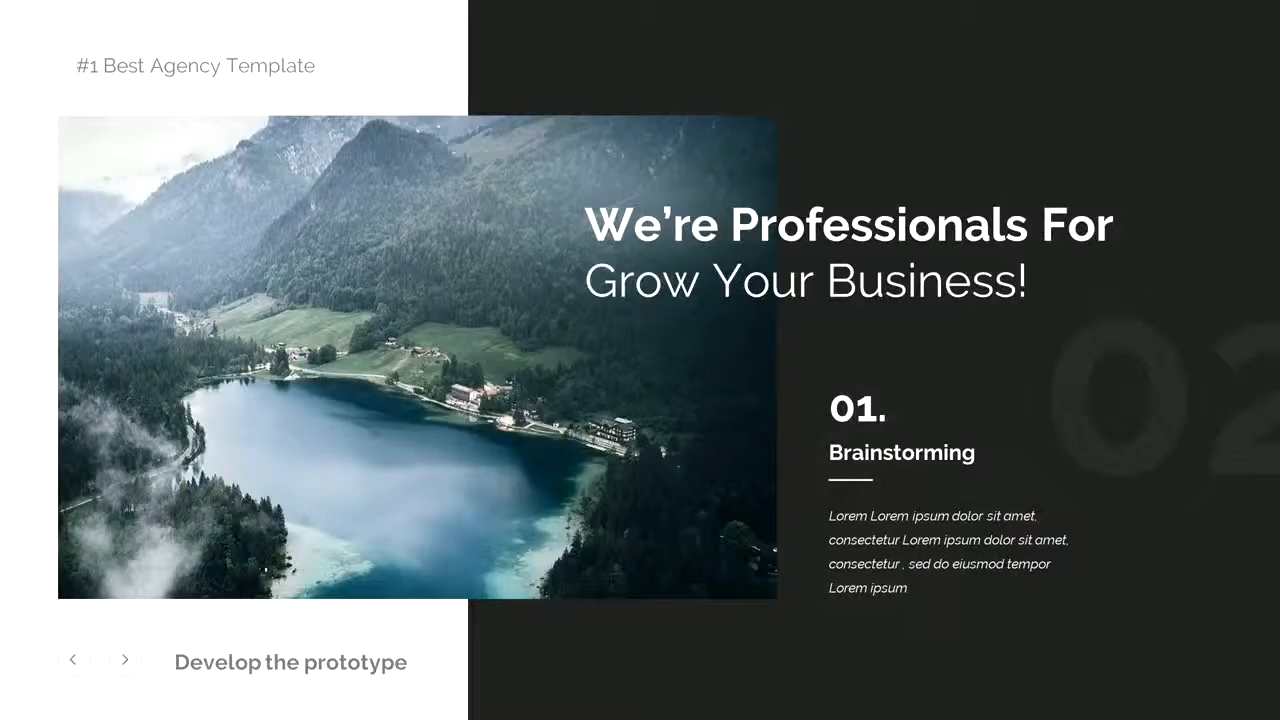 #1 Best Agency Template
We're Professionals For
Grow Your Business!
02
01.
Brainstorming
Lorem Lorem ipsum dolor sit amet,
consectetur Lorem ipsum dolor sit amet,
consectetur , sed do eiusmod tempor
Lorem ipsum
Develop the prototype